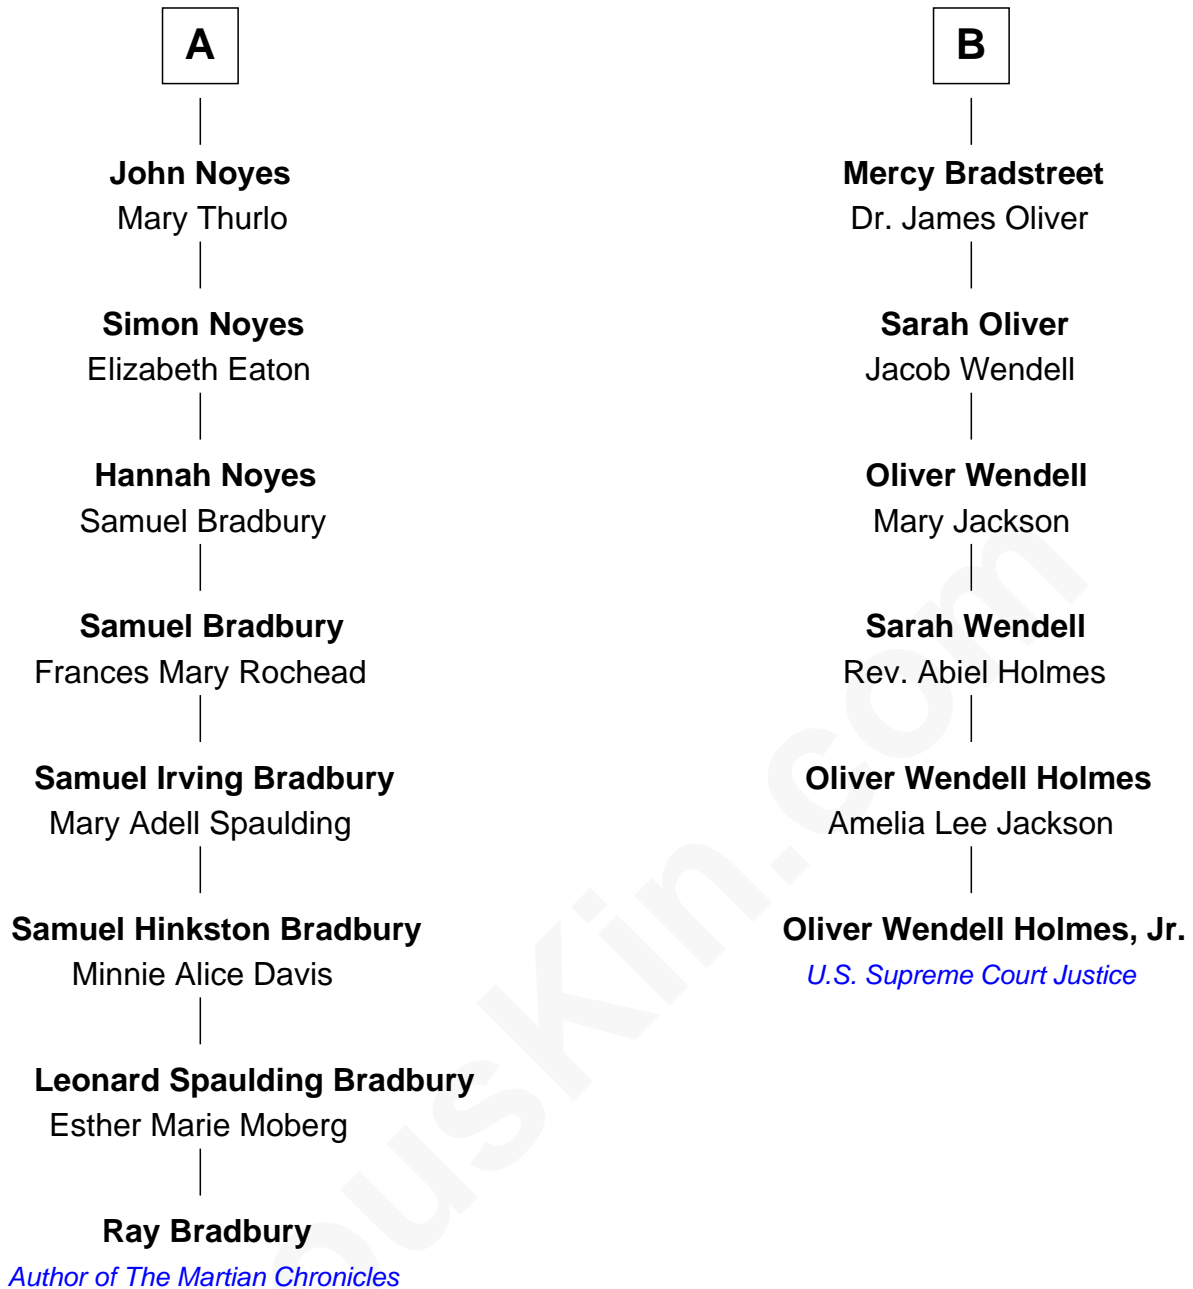 A
John Noyes
Mary Thurlo
Simon Noyes
Elizabeth Eaton
Hannah Noyes
Samuel Bradbury
Samuel Bradbury
Frances Mary Rochead
Samuel Irving Bradbury
Mary Adell Spaulding
Samuel Hinkston Bradbury
Minnie Alice Davis
Leonard Spaulding Bradbury
Esther Marie Moberg
Ray Bradbury
Author of The Martian Chronicles
B
Mercy Bradstreet
Dr. James Oliver
Sarah Oliver
Jacob Wendell
Oliver Wendell
Mary Jackson
Sarah Wendell
Rev. Abiel Holmes
Oliver Wendell Holmes
Amelia Lee Jackson
Oliver Wendell Holmes, Jr.
U.S. Supreme Court Justice
ousKin.com